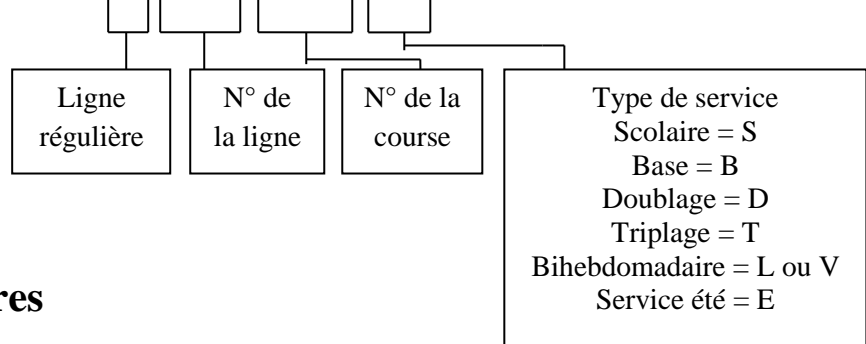 Ligne
régulière
N° de
la ligne
N° de la
course
Type de service
Scolaire = S
Base = B
Doublage = D
Triplage = T
Bihebdomadaire = L ou V
Service été = E
res